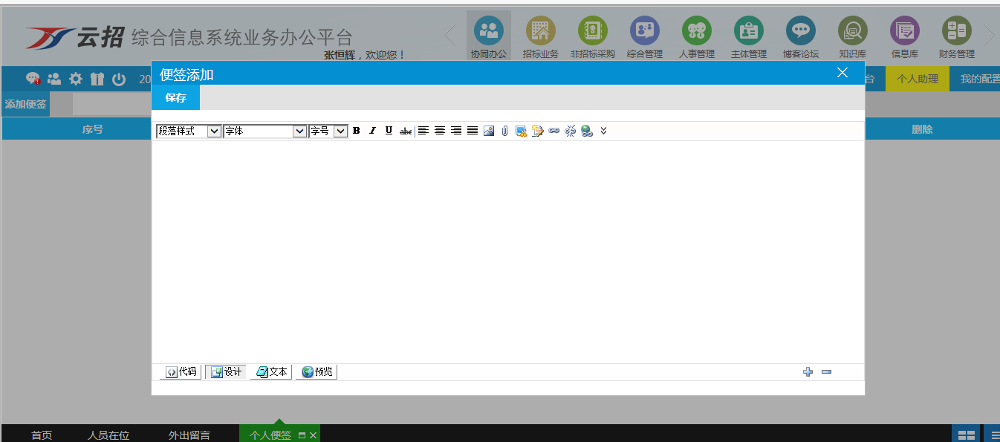 云招 综合信息系统业务办公平台
张恒辉，欢迎您！
协同办公 招标业务 非招标采购 综合管理 人事管理 主体管理 博客论坛 知识库 信息库 财务管理
20
台 个人助理 我的配置
便签添加
添加便签
保存
序号 删除
段落样式 字体 字号 B I U abc
代码 设计 文本 预览
首页 人员在位 外出留言 个人便签